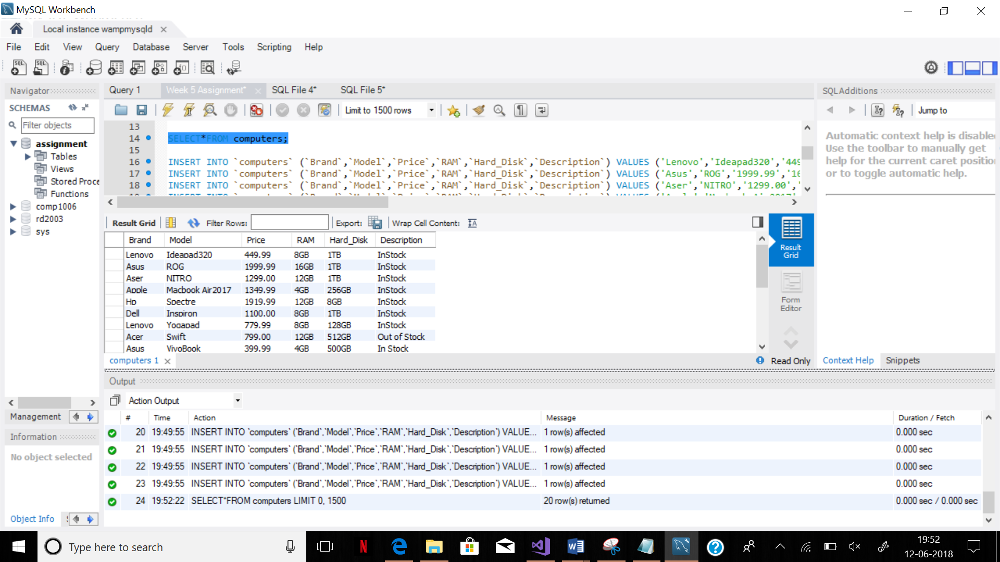 MySQL Workbench
Local instance wampmysqld
File Edit View Query Database Server Tools Scripting Help
Navigator
SCHEMAS
Filter objects
assignment
Tables
Views
Stored Proce
Functions
comp1006
rd2003
sys
Management
Information
No object selected
Object Info
Query 1 Week 5 Assignment* SQL File 4* SQL File 5*
Limit to 1500 rows
13
14 SELECT*FROM computers;
15
16 INSERT INTO `computers` (`Brand`,`Model`,`Price`,`RAM`,`Hard_Disk`,`Description`) VALUES ('Lenovo','Ideapad320','449
17 INSERT INTO `computers` (`Brand`,`Model`,`Price`,`RAM`,`Hard_Disk`,`Description`) VALUES ('Asus','ROG','1999.99','16
18 INSERT INTO `computers` (`Brand`,`Model`,`Price`,`RAM`,`Hard_Disk`,`Description`) VALUES ('Aser','NITRO','1299.00','
Result Grid Filter Rows: Export: Wrap Cell Content:
Brand Model Price RAM Hard_Disk Description
Lenovo Ideapad320 449.99 8GB 1TB InStock
Asus ROG 1999.99 16GB 1TB InStock
Aser NITRO 1299.00 12GB 1TB InStock
Apple Macbook Air2017 1349.99 4GB 256GB InStock
Hp Spectre 1919.99 12GB 8GB InStock
Dell Inspiron 1100.00 8GB 1TB InStock
Lenovo Yogapad 779.99 8GB 128GB InStock
Acer Swift 799.00 12GB 512GB Out of Stock
Asus VivoBook 399.99 4GB 500GB In Stock
computers 1
Result
Grid
Form
Editor
Read Only
SQLAdditions
Jump to
Automatic context help is disable
Use the toolbar to manually get
help for the current caret position
or to toggle automatic help.
Context Help Snippets
Output
Action Output
# Time Action Message Duration / Fetch
20 19:49:55 INSERT INTO `computers` (`Brand`,`Model`,`Price`,`RAM`,`Hard_Disk`,`Description`) VALUE... 1 row(s) affected 0.000 sec
21 19:49:55 INSERT INTO `computers` (`Brand`,`Model`,`Price`,`RAM`,`Hard_Disk`,`Description`) VALUE... 1 row(s) affected 0.000 sec
22 19:49:55 INSERT INTO `computers` (`Brand`,`Model`,`Price`,`RAM`,`Hard_Disk`,`Description`) VALUE... 1 row(s) affected 0.000 sec
23 19:49:55 INSERT INTO `computers` (`Brand`,`Model`,`Price`,`RAM`,`Hard_Disk`,`Description`) VALUE... 1 row(s) affected 0.000 sec
24 19:52:22 SELECT*FROM computers LIMIT 0, 1500 20 row(s) returned 0.000 sec / 0.000 sec
Type here to search
19:52
12-06-2018